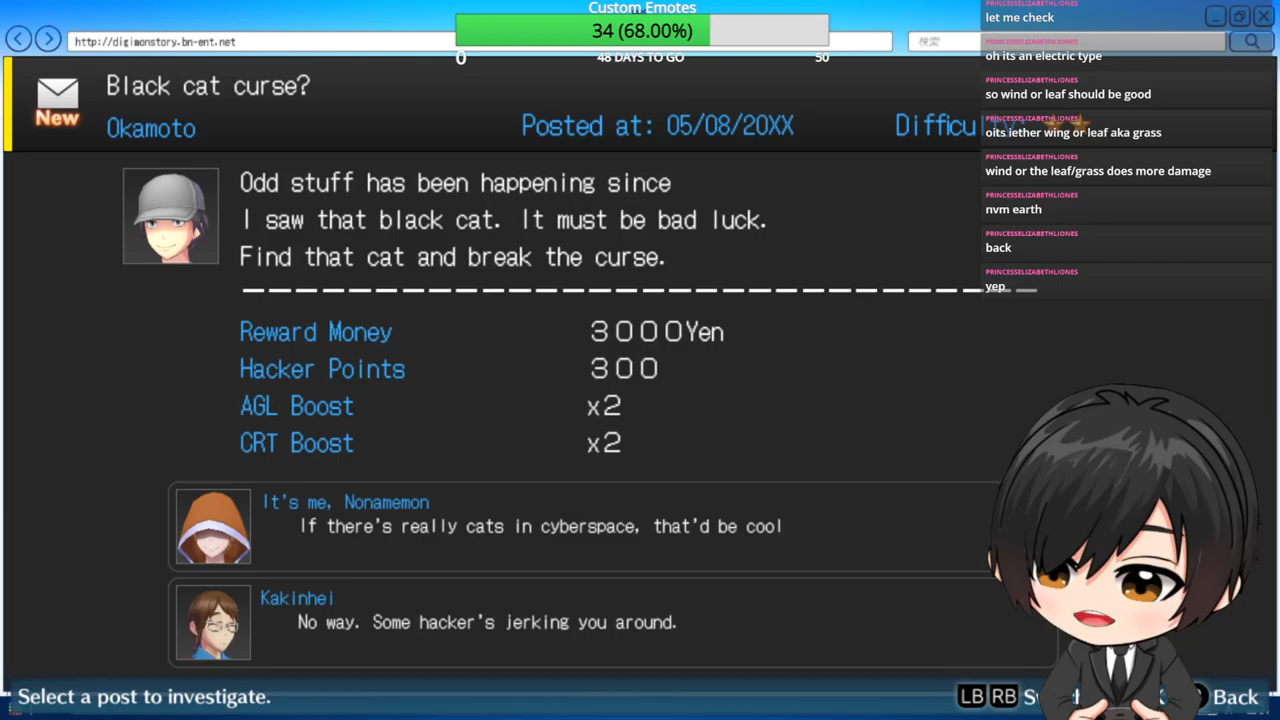 Custom Emotes
34 (68.00%)
0
48 DAYS TO GO
50
http://digimonstory.bn-ent.net
検索
PRINCESSELIZABETHLIONES
let me check
PRINCESSELIZABETHLIONES
oh its an electric type
PRINCESSELIZABETHLIONES
so wind or leaf should be good
PRINCESSELIZABETHLIONES
oits iether wing or leaf aka grass
PRINCESSELIZABETHLIONES
wind or the leaf/grass does more damage
PRINCESSELIZABETHLIONES
nvm earth
PRINCESSELIZABETHLIONES
back
PRINCESSELIZABETHLIONES
yep
New
Black cat curse?
Okamoto
Posted at: 05/08/20XX
Odd stuff has been happening since
I saw that black cat. It must be bad luck.
Find that cat and break the curse.
Reward Money 3000Yen
Hacker Points 300
AGL Boost x2
CRT Boost x2
It's me, Nonamemon
If there's really cats in cyberspace, that'd be cool
Kakinhei
No way. Some hacker's jerking you around.
Select a post to investigate.
LB RB
Back